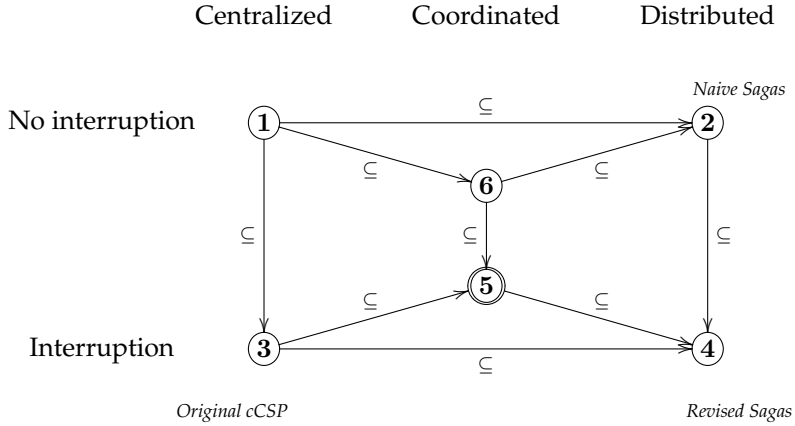 Centralized Coordinated Distributed
Naive Sagas
No interruption 1 ⊆ 2
⊆ ⊆
6
⊆ ⊆ ⊆
5
⊆ ⊆
Interruption 3 ⊆ 4
Original cCSP Revised Sagas